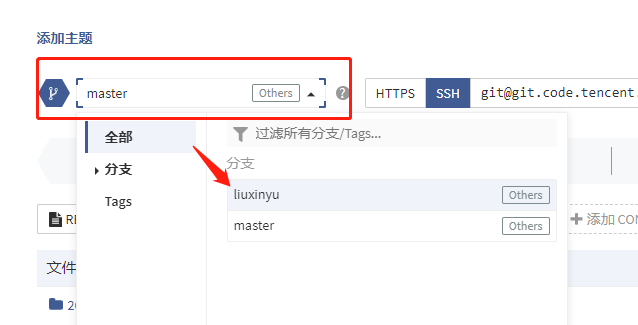 添加主题
master Others ? HTTPS SSH git@git.code.tencent.
全部
过滤所有分支/Tags...
分支
分支
liuxinyu Others
Tags
master Others
RE
添加 CON
文件
20